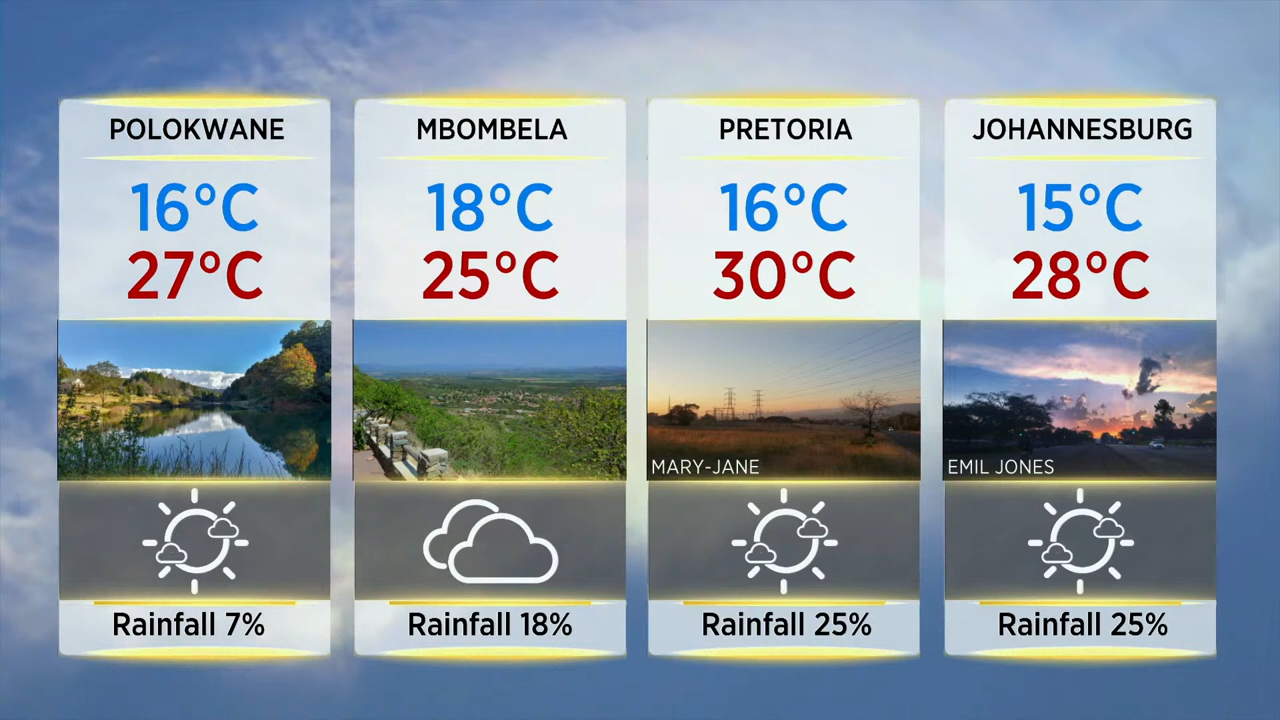 POLOKWANE
16°C
27°C
Rainfall 7%
MBOMBELA
18°C
25°C
Rainfall 18%
PRETORIA
16°C
30°C
MARY-JANE
Rainfall 25%
JOHANNESBURG
15°C
28°C
EMIL JONES
Rainfall 25%